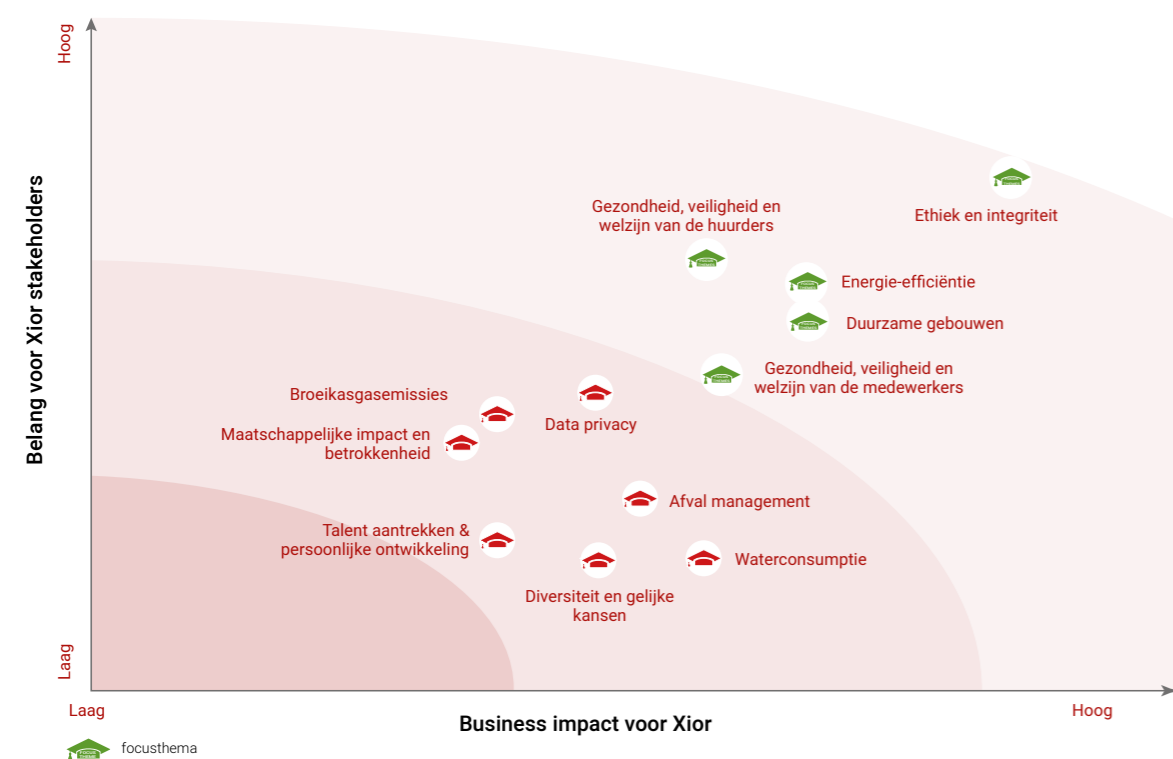 Hoog
Belang voor Xior stakeholders
Laag
Ethiek en integriteit
Gezondheid, veiligheid en
welzijn van de huurders
Energie-efficiëntie
Duurzame gebouwen
Gezondheid, veiligheid en
welzijn van de medewerkers
Broeikasgasemissies
Data privacy
Maatschappelijke impact en
betrokkenheid
Afval management
Talent aantrekken &
persoonlijke ontwikkeling
Waterconsumptie
Diversiteit en gelijke
kansen
Laag
Business impact voor Xior
Hoog
focusthema